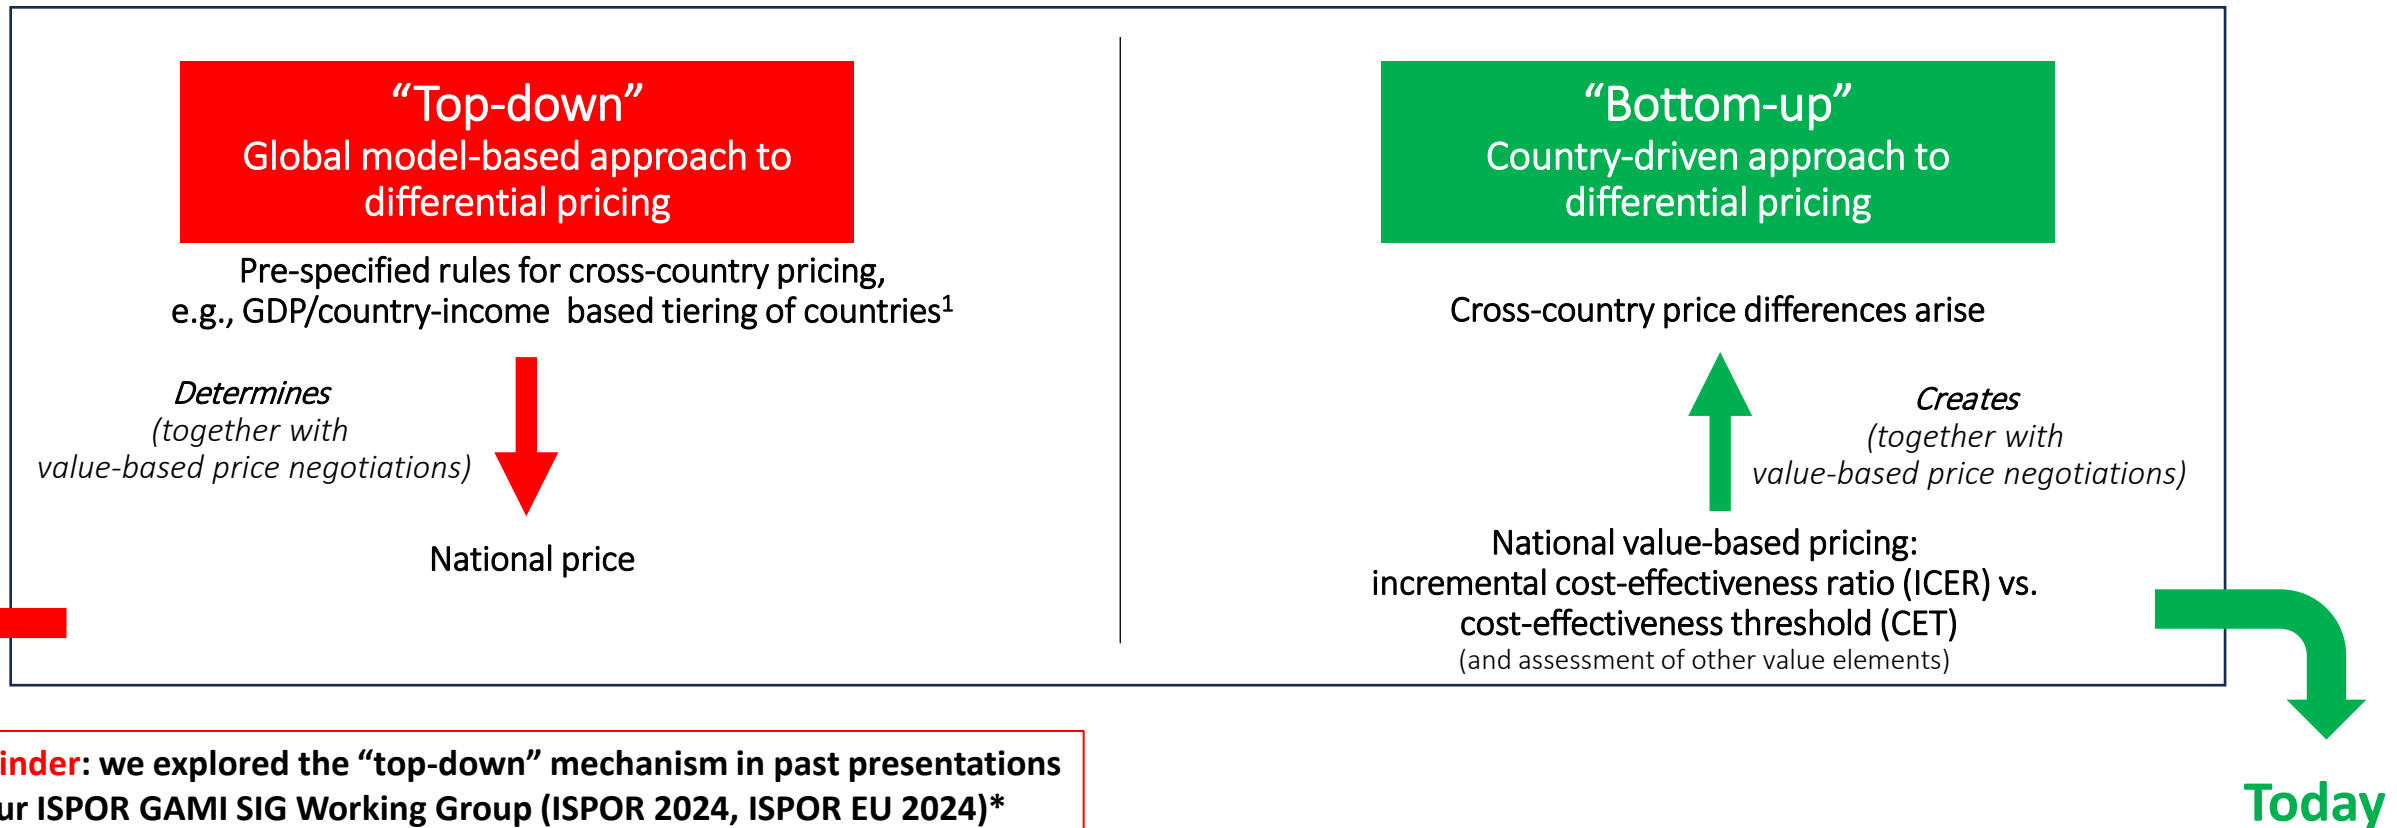 “Top-down”
Global model-based approach to
differential pricing
Pre-specified rules for cross-country pricing,
e.g., GDP/country-income based tiering of countries1
Determines
(together with
value-based price negotiations)
National price
“Bottom-up”
Country-driven approach to
differential pricing
Cross-country price differences arise
Creates
(together with
value-based price negotiations)
National value-based pricing:
incremental cost-effectiveness ratio (ICER) vs.
cost-effectiveness threshold (CET)
(and assessment of other value elements)
inder: we explored the “top-down” mechanism in past presentations
ur ISPOR GAMI SIG Working Group (ISPOR 2024, ISPOR EU 2024)*
Today